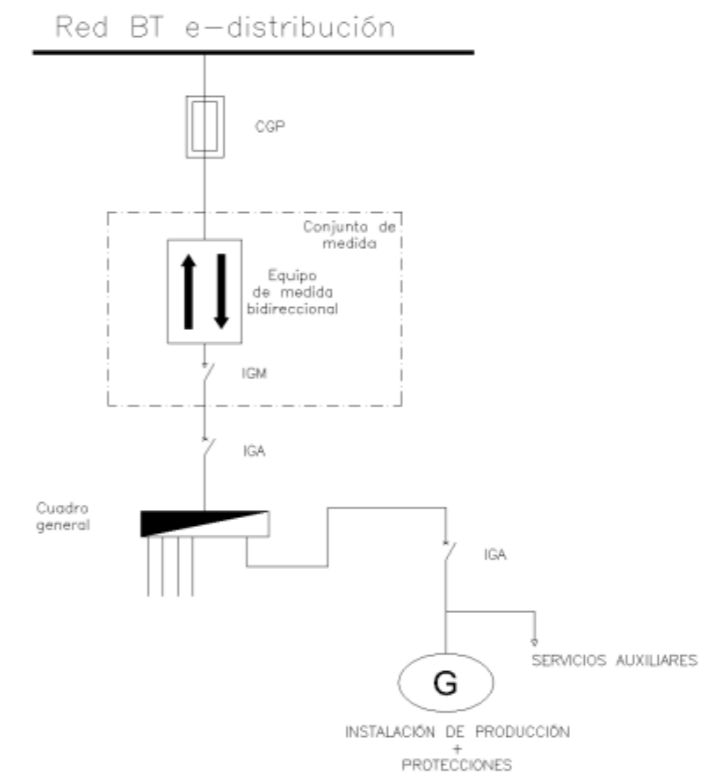 Red BT e-distribución
CGP
Conjunto de
medida
Equipo
de medida
bidireccional
IGM
IGA
Cuadro
general
IGA
SERVICIOS AUXILIARES
G
INSTALACIÓN DE PRODUCCIÓN
+
PROTECCIONES